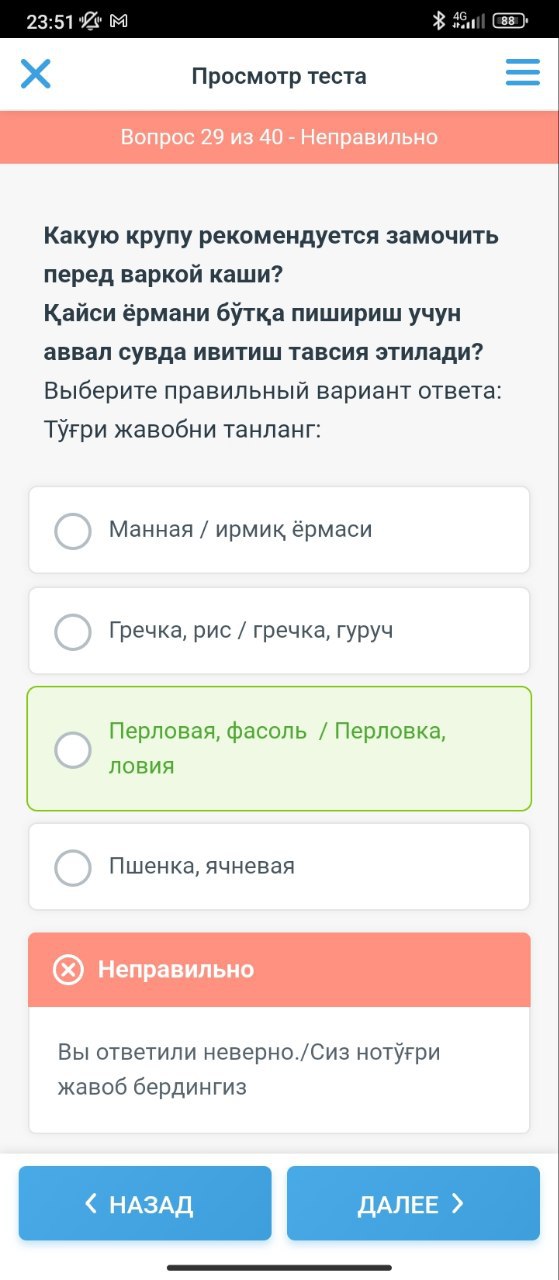 23:51
4G
88
Просмотр теста
Вопрос 29 из 40 - Неправильно
Какую крупу рекомендуется замочить
перед варкой каши?
Қайси ёрмани бўтқа пишириш учун
аввал сувда ивитиш тавсия этилади?
Выберите правильный вариант ответа:
Тўғри жавобни танланг:
Манная / ирмиқ ёрмаси
Гречка, рис / гречка, гуруч
Перловая, фасоль / Перловка,
ловия
Пшенка, ячневая
Неправильно
Вы ответили неверно./Сиз нотўғри
жавоб бердингиз
НАЗАД
ДАЛЕЕ